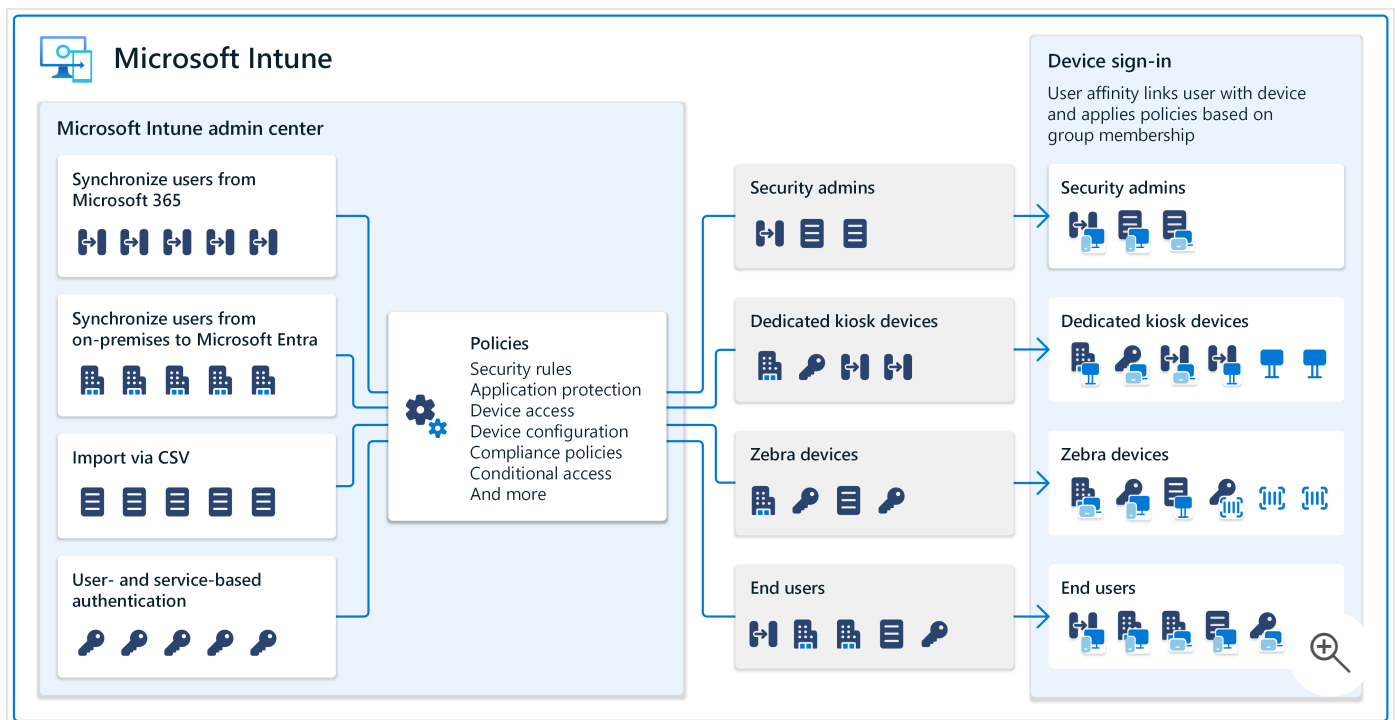 Microsoft Intune
Microsoft Intune admin center
Synchronize users from
Microsoft 365
Synchronize users from
on-premises to Microsoft Entra
Import via CSV
User- and service-based
authentication
Policies
Security rules
Application protection
Device access
Device configuration
Compliance policies
Conditional access
And more
Security admins
Dedicated kiosk devices
Zebra devices
End users
Device sign-in
User affinity links user with device
and applies policies based on
group membership
Security admins
Dedicated kiosk devices
Zebra devices
End users